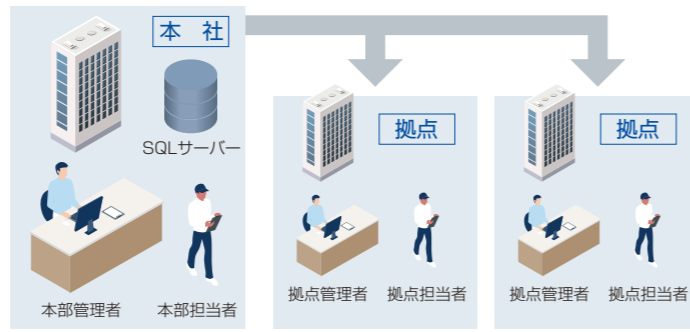 本 社
SQLサーバー
本部管理者
本部担当者
拠点
拠点管理者
拠点担当者
拠点
拠点管理者
拠点担当者